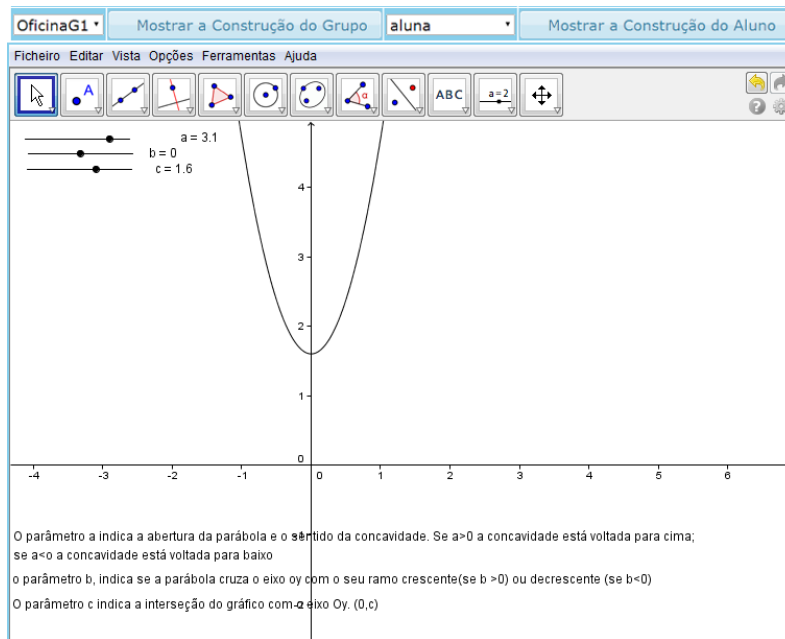 OficinaG1 Mostrar a Construção do Grupo aluna Mostrar a Construção do Aluno
Ficheiro Editar Vista Opções Ferramentas Ajuda
A α ABC a=2
a = 3.1
b = 0
c = 1.6
4
3
2
1
0
-4 -3 -2 -1 0 1 2 3 4 5 6
-1
O parâmetro a indica a abertura da parábola e o sentido da concavidade. Se a>0 a concavidade está voltada para cima;
se a<o a concavidade está voltada para baixo
o parâmetro b, indica se a parábola cruza o eixo oy com o seu ramo crescente(se b >0) ou decrescente (se b<0)
-2
O parâmetro c indica a interseção do gráfico com o eixo Oy. (0,c)